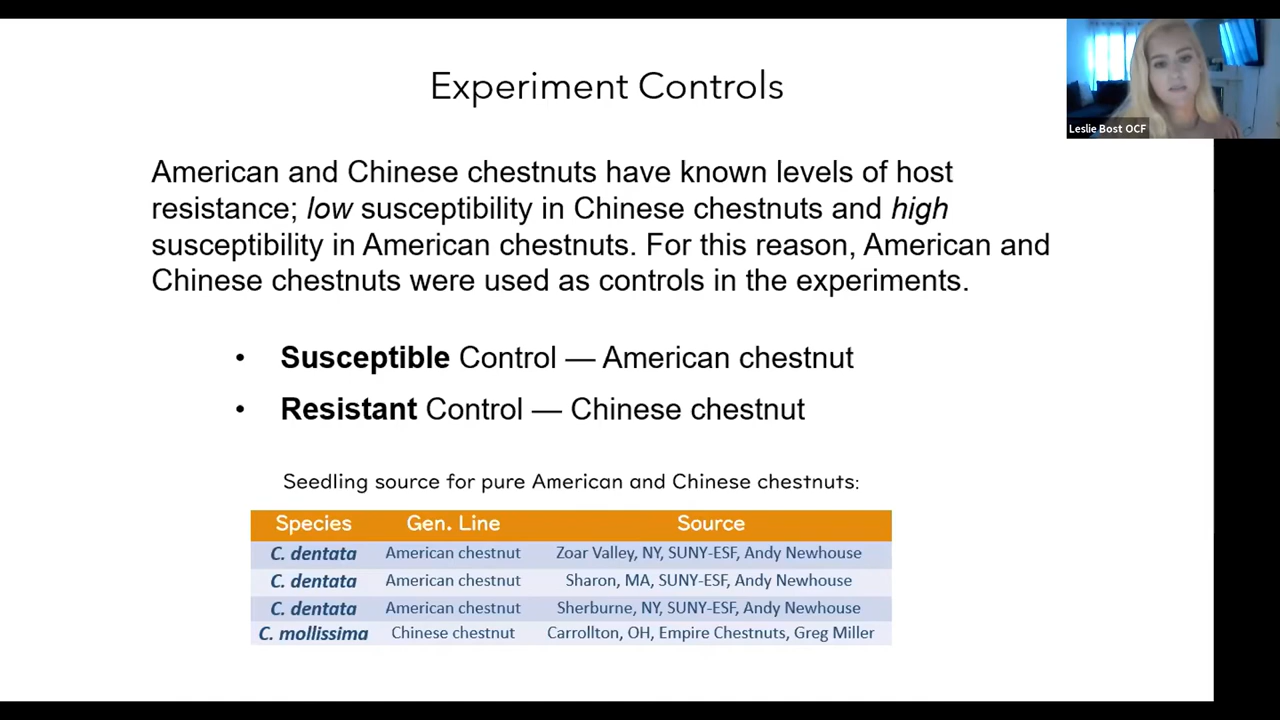 Experiment Controls
Leslie Bost OCF
American and Chinese chestnuts have known levels of host
resistance; low susceptibility in Chinese chestnuts and high
susceptibility in American chestnuts. For this reason, American and
Chinese chestnuts were used as controls in the experiments.
• Susceptible Control — American chestnut
• Resistant Control — Chinese chestnut
Seedling source for pure American and Chinese chestnuts:
Species Gen. Line Source
C. dentata American chestnut Zoar Valley, NY, SUNY-ESF, Andy Newhouse
C. dentata American chestnut Sharon, MA, SUNY-ESF, Andy Newhouse
C. dentata American chestnut Sherburne, NY, SUNY-ESF, Andy Newhouse
C. mollissima Chinese chestnut Carrollton, OH, Empire Chestnuts, Greg Miller